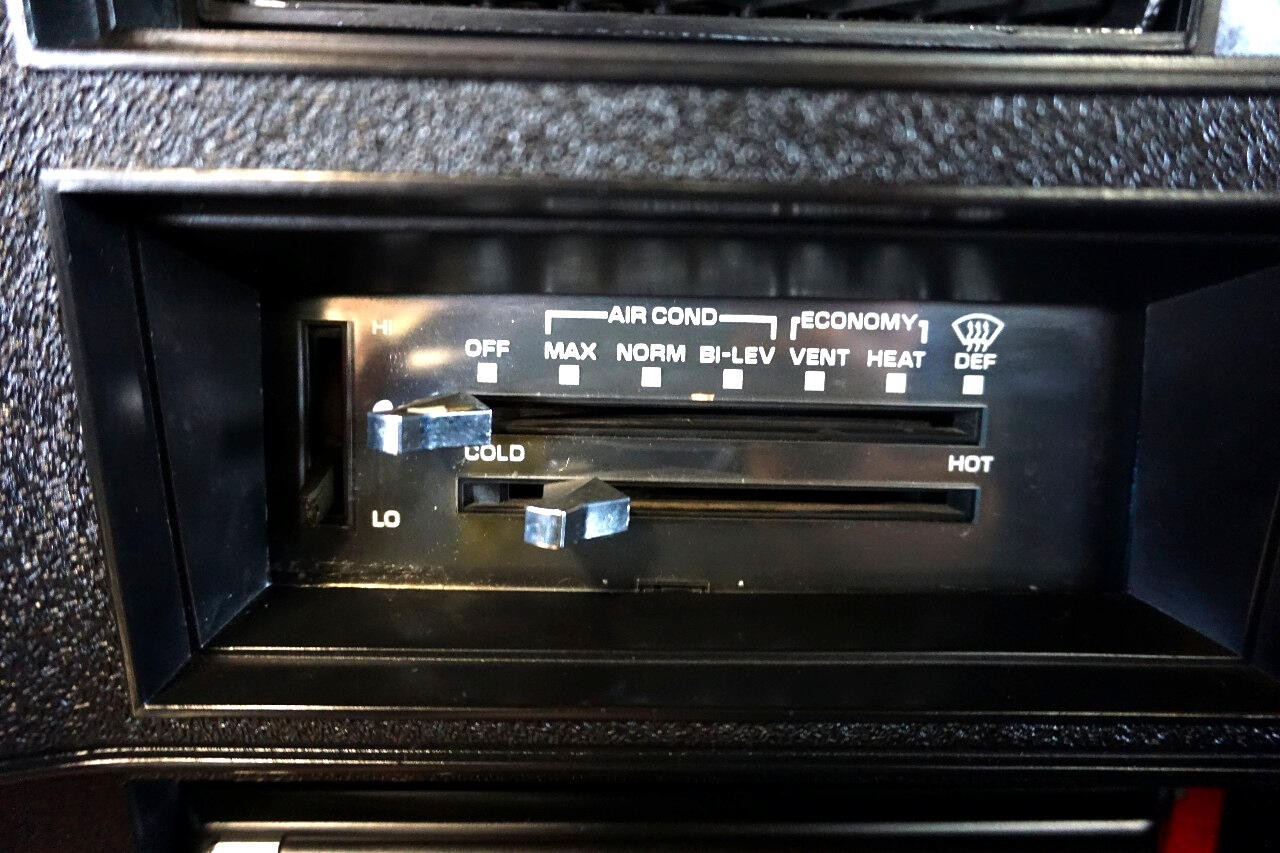 HI
AIR COND ECONOMY
OFF MAX NORM BI-LEV VENT HEAT DEF
COLD HOT
LO